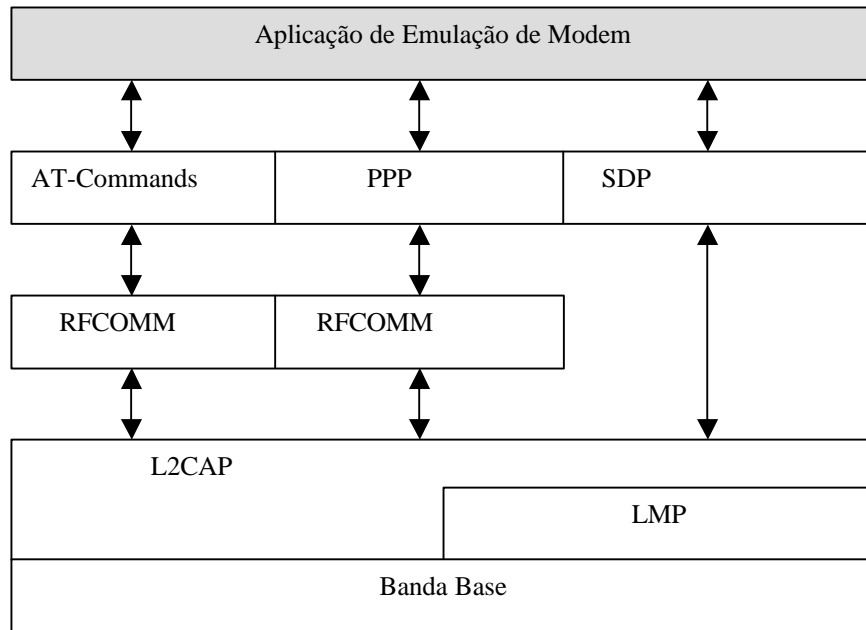 Aplicação de Emulação de Modem
AT-Commands
PPP
SDP
RFCOMM
RFCOMM
L2CAP
LMP
Banda Base